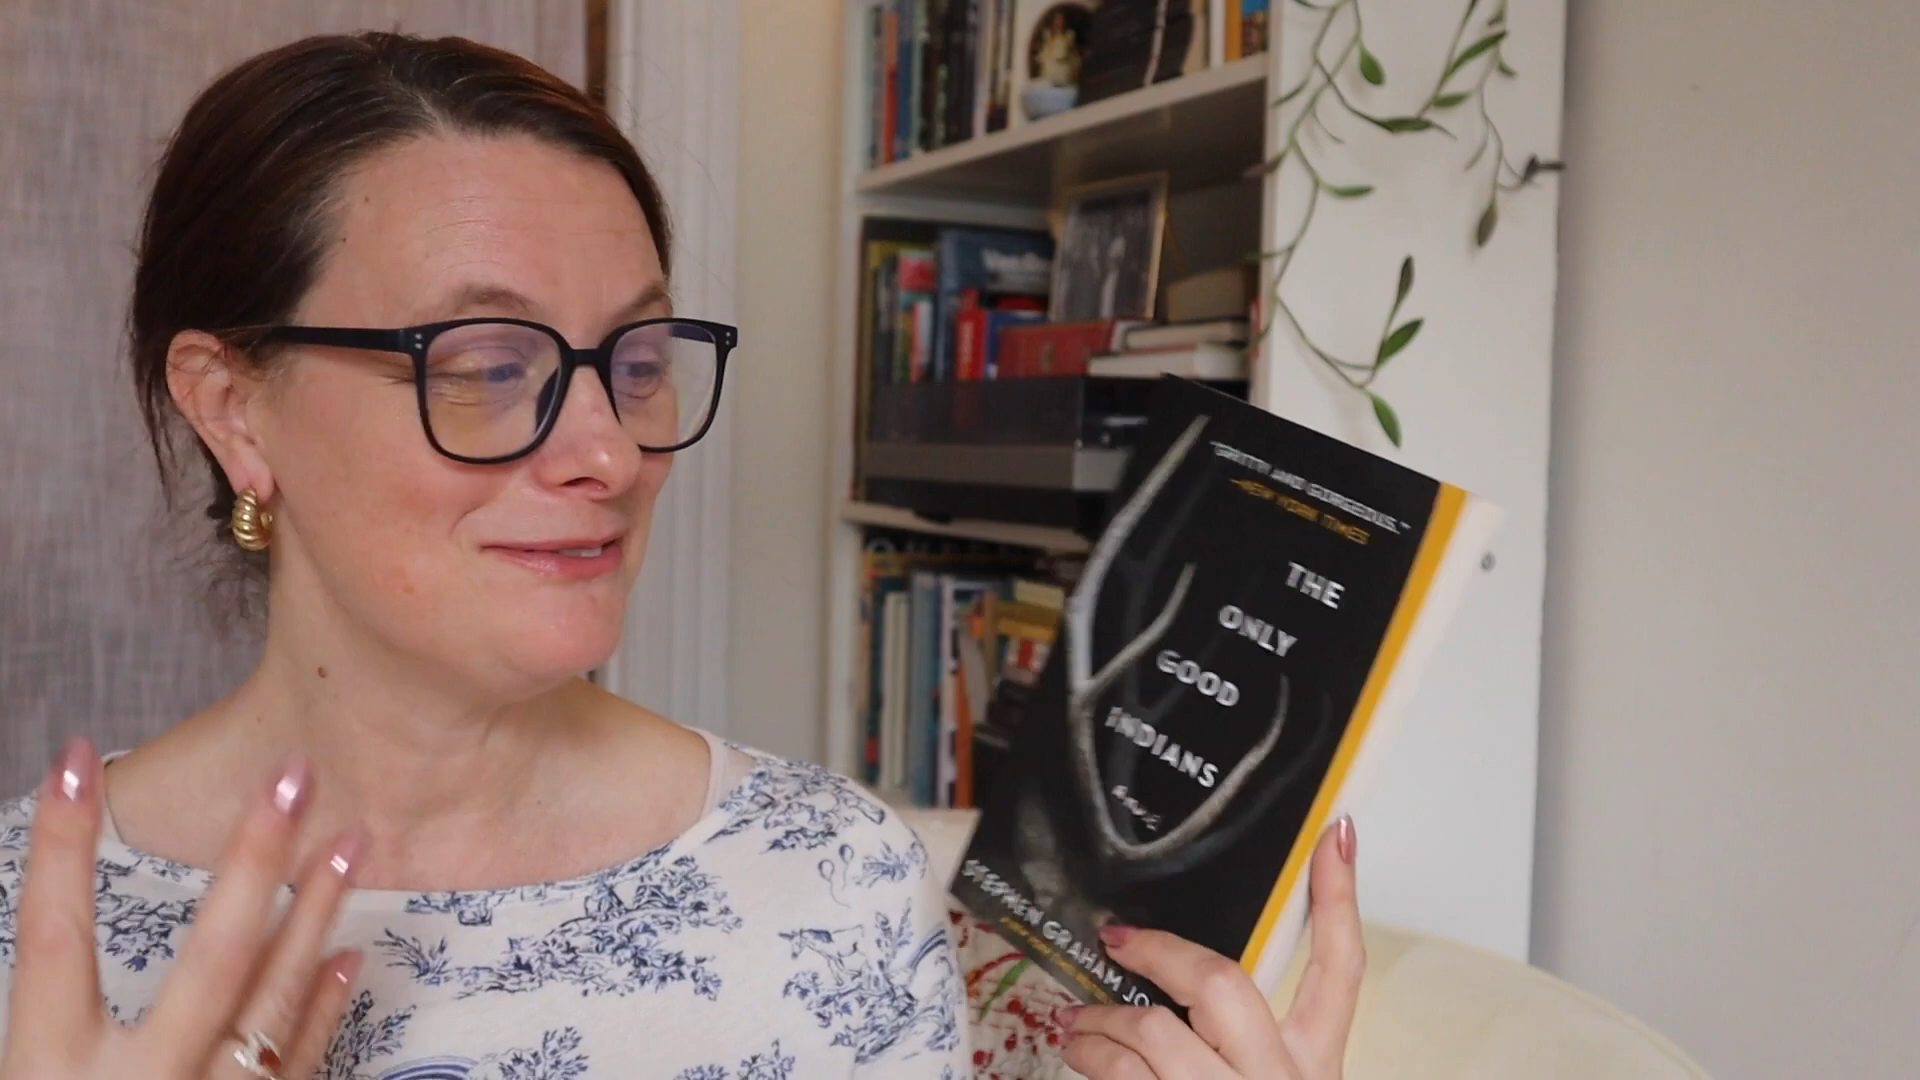 "GRITTY AND GORGEOUS."
—NEW YORK TIMES
THE
ONLY
GOOD
INDIANS
STEPHEN GRAHAM JO